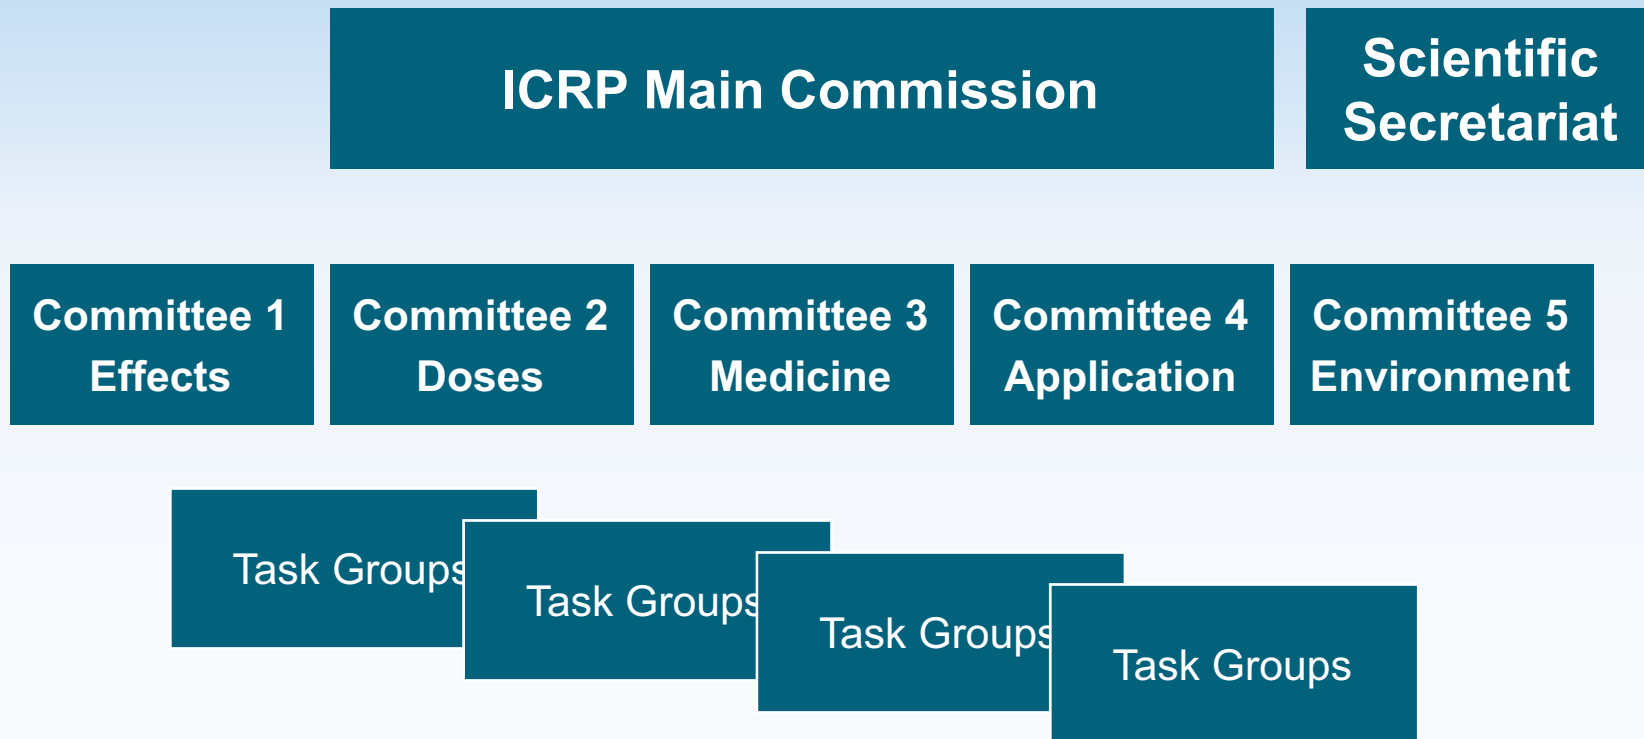 ICRP Main Commission
Scientific
Secretariat
Committee 1
Effects
Committee 2
Doses
Committee 3
Medicine
Committee 4
Application
Committee 5
Environment
Task Groups
Task Groups
Task Groups
Task Groups